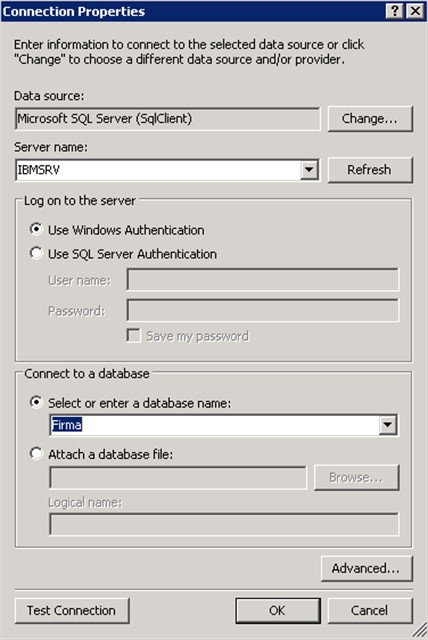 Connection Properties
Enter information to connect to the selected data source or click
"Change" to choose a different data source and/or provider.
Data source:
Microsoft SQL Server (SqlClient)
Change...
Server name:
IBMSRV
Refresh
Log on to the server
Use Windows Authentication
Use SQL Server Authentication
User name:
Password:
Save my password
Connect to a database
Select or enter a database name:
Firma
Attach a database file:
Browse...
Logical name:
Advanced...
Test Connection
OK
Cancel